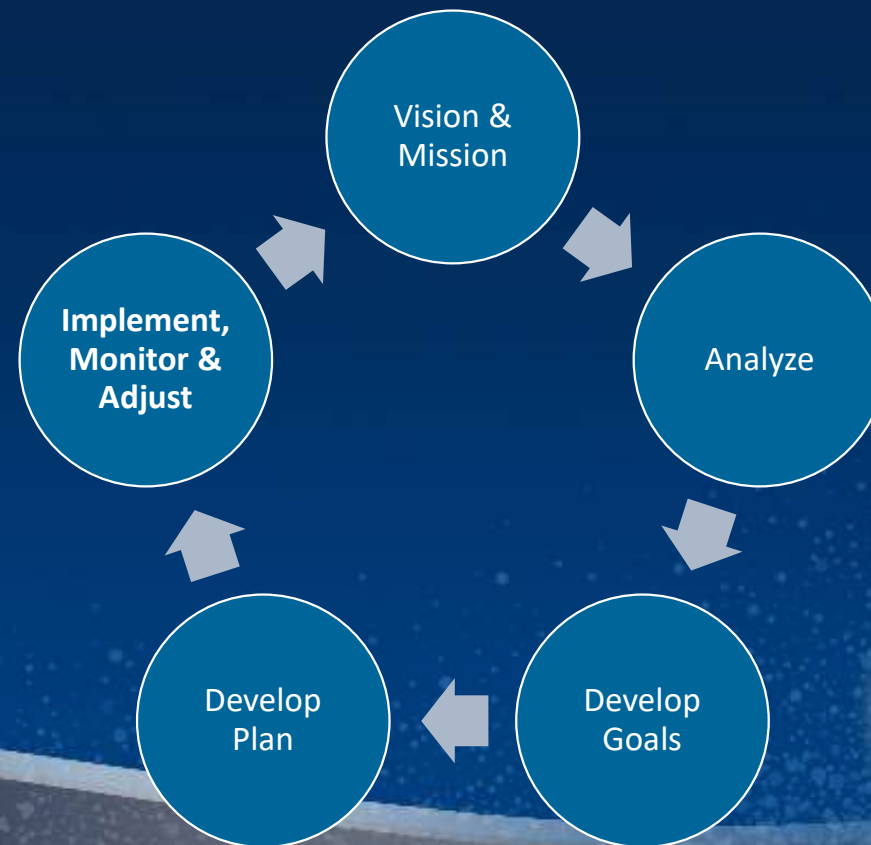 Vision &
Mission
Analyze
Develop
Goals
Develop
Plan
Implement,
Monitor &
Adjust